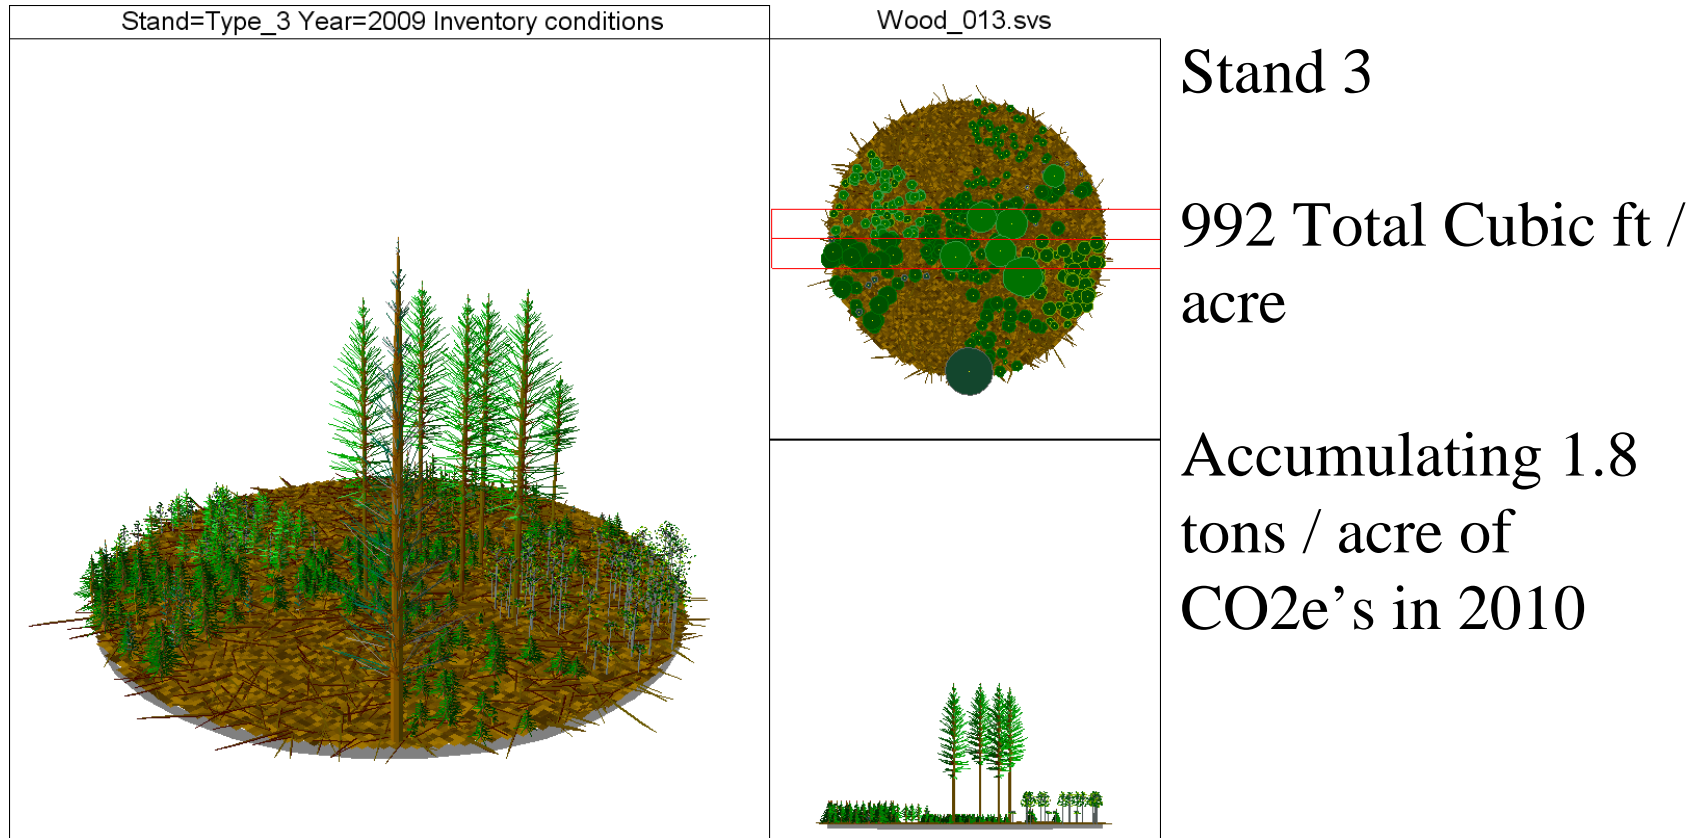 Stand=Type_3 Year=2009 Inventory conditions
Wood_013.svs
Stand 3
992 Total Cubic ft /
acre
Accumulating 1.8
tons / acre of
CO2e’s in 2010